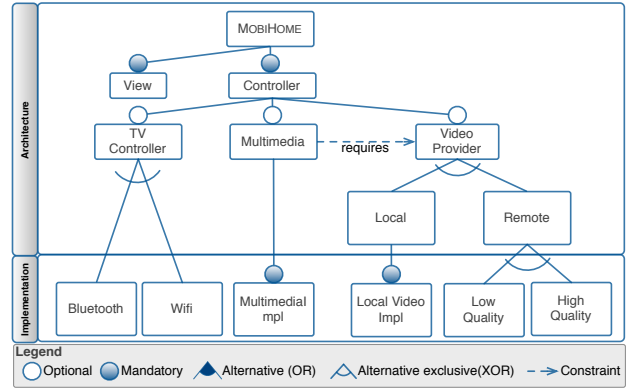 MOBIHOME
View
Controller
TV
Controller
Multimedia
requires
Video
Provider
Architecture
Local
Remote
Implementation
Bluetooth
Wifi
MultimediaI
mpl
Local Video
Impl
Low
Quality
High
Quality
Legend
Optional
Mandatory
Alternative (OR)
Alternative exclusive(XOR)
Constraint